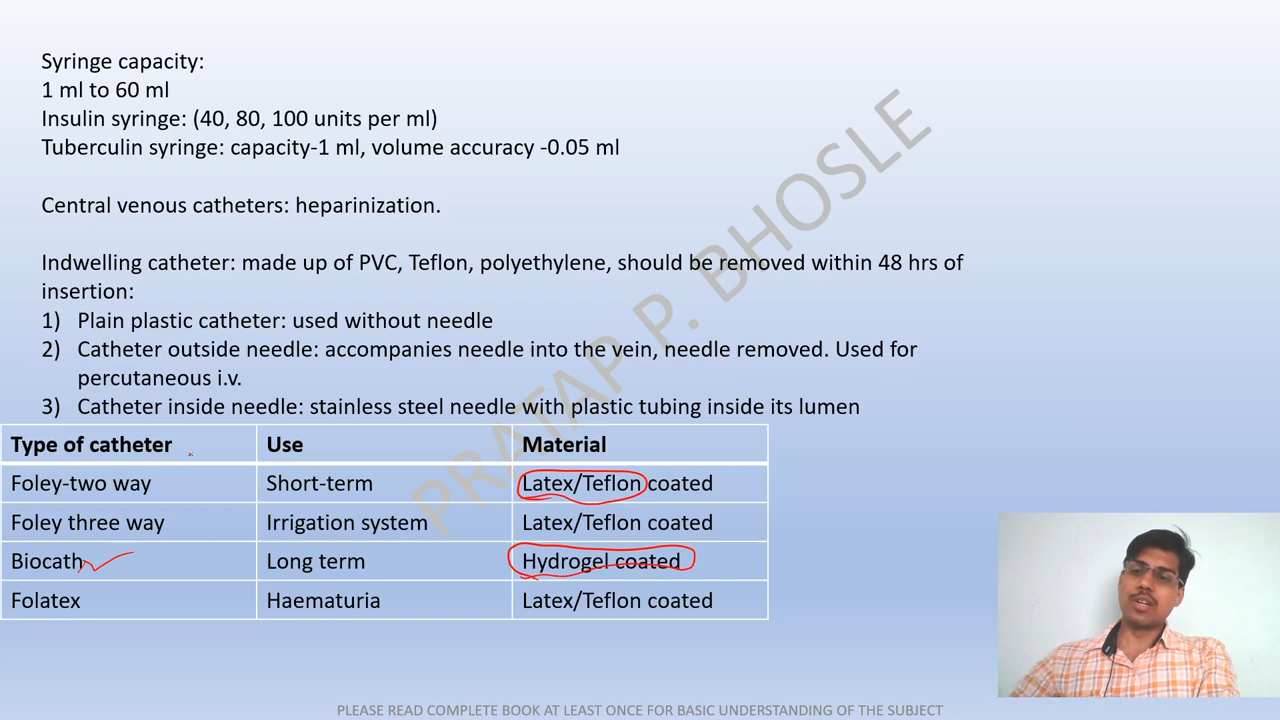 Syringe capacity:
1 ml to 60 ml
Insulin syringe: (40, 80, 100 units per ml)
Tuberculin syringe: capacity-1 ml, volume accuracy -0.05 ml
Central venous catheters: heparinization.
Indwelling catheter: made up of PVC, Teflon, polyethylene, should be removed within 48 hrs of
insertion:
1) Plain plastic catheter: used without needle
2) Catheter outside needle: accompanies needle into the vein, needle removed. Used for
percutaneous i.v.
3) Catheter inside needle: stainless steel needle with plastic tubing inside its lumen
Type of catheter Use Material
Foley-two way Short-term Latex/Teflon coated
Foley three way Irrigation system Latex/Teflon coated
Biocath Long term Hydrogel coated
Folatex Haematuria Latex/Teflon coated
PRATAP P. BHOSLE
PLEASE READ COMPLETE BOOK AT LEAST ONCE FOR BASIC UNDERSTANDING OF THE SUBJECT